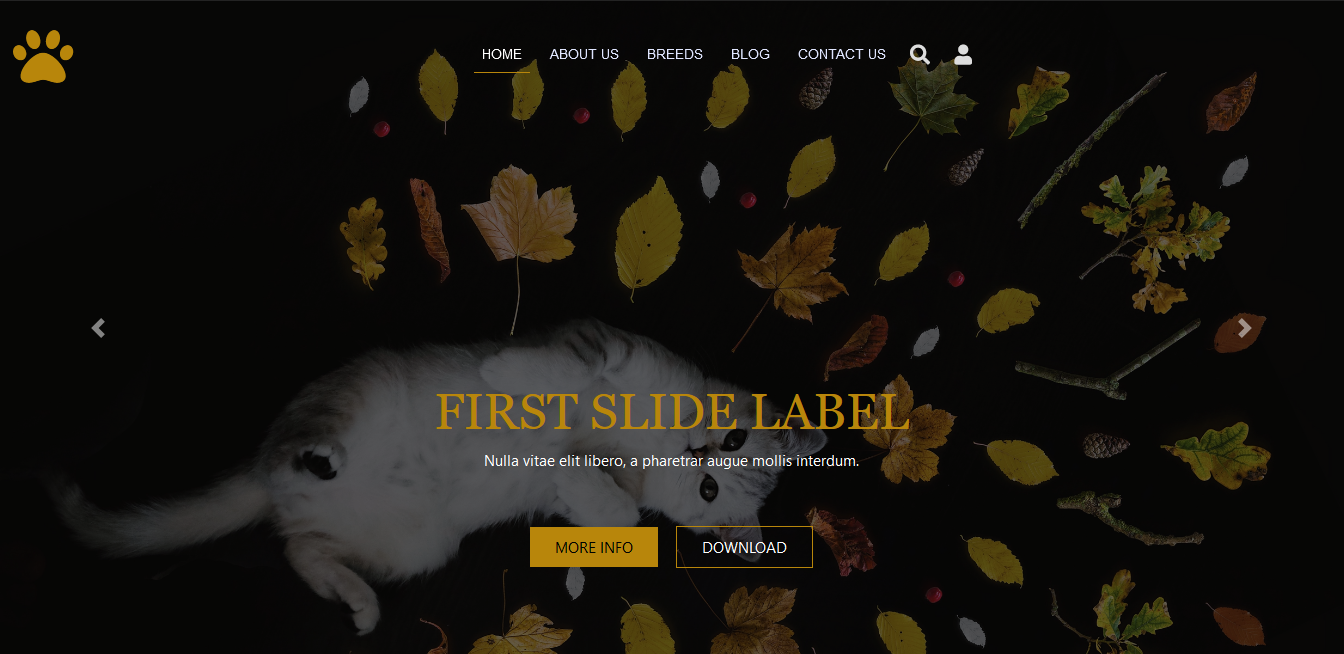 HOME ABOUT US BREEDS BLOG CONTACT US
FIRST SLIDE LABEL
Nulla vitae elit libero, a pharetrar augue mollis interdum.
MORE INFO DOWNLOAD